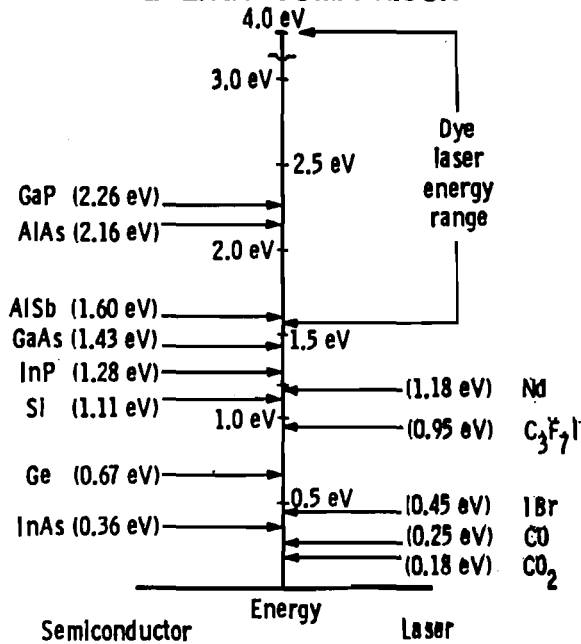 4.0 eV
3.0 eV
Dye
laser
energy
range
2.5 eV
GaP (2.26 eV)
AlAs (2.16 eV)
2.0 eV
AlSb (1.60 eV)
GaAs (1.43 eV)
1.5 eV
InP (1.28 eV)
(1.18 eV) Nd
Si (1.11 eV)
1.0 eV
(0.95 eV) C3F7I
Ge (0.67 eV)
0.5 eV
(0.45 eV) IBr
InAs (0.36 eV)
(0.25 eV) CO
(0.18 eV) CO2
Energy
Semiconductor
Laser